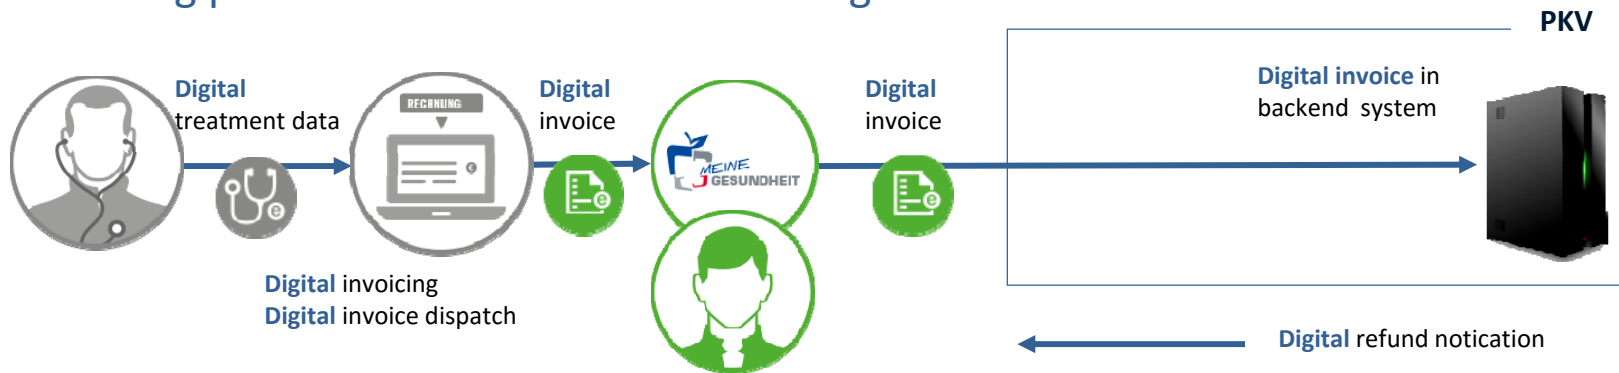 PKV
Digital
treatment data
RECHNUNG
Digital
invoice
MEINE
GESUNDHEIT
Digital
invoice
Digital invoice in
backend system
Digital invoicing
Digital invoice dispatch
Digital refund notication